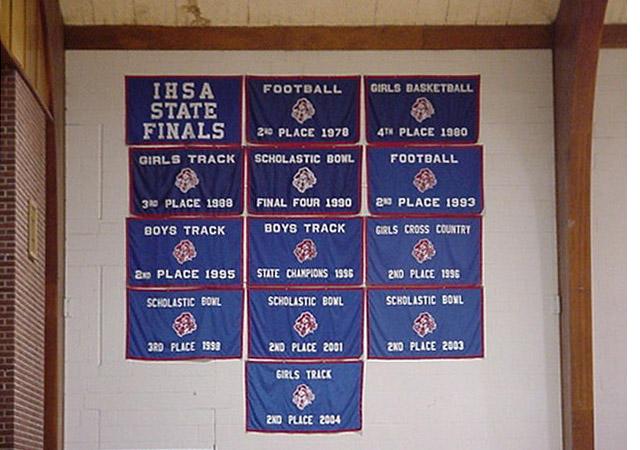 IHSA
STATE
FINALS
FOOTBALL
2ND PLACE 1978
GIRLS BASKETBALL
4TH PLACE 1980
GIRLS TRACK
3RD PLACE 1988
SCHOLASTIC BOWL
FINAL FOUR 1990
FOOTBALL
2ND PLACE 1993
BOYS TRACK
2ND PLACE 1995
BOYS TRACK
STATE CHAMPIONS 1996
GIRLS CROSS COUNTRY
2ND PLACE 1996
SCHOLASTIC BOWL
3RD PLACE 1998
SCHOLASTIC BOWL
2ND PLACE 2001
SCHOLASTIC BOWL
2ND PLACE 2003
GIRLS TRACK
2ND PLACE 2004